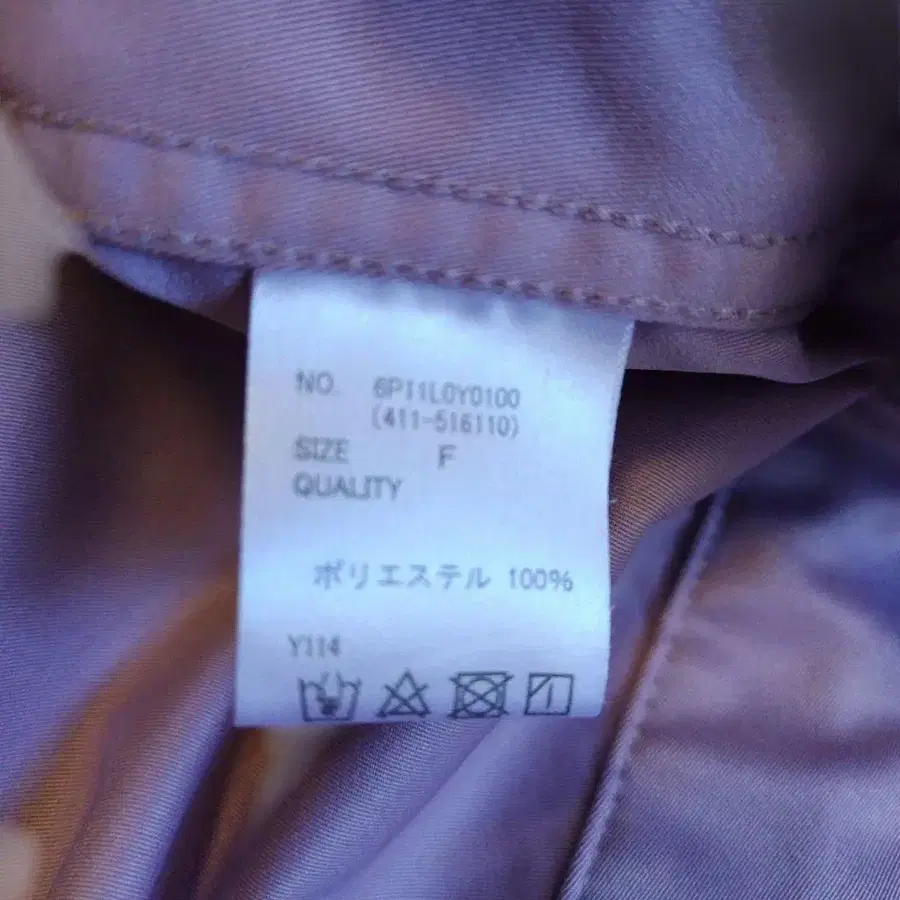 NO. 6P11L0Y0100
(411-516110)
SIZE F
QUALITY
ポリエステル 100%
Y114